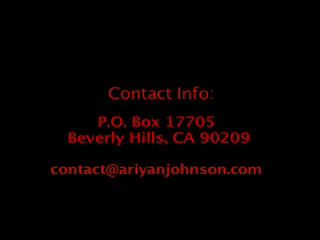 Contact Info:
P.O. Box 17705
Beverly Hills, CA 90209
contact@ariyanjohnson.com